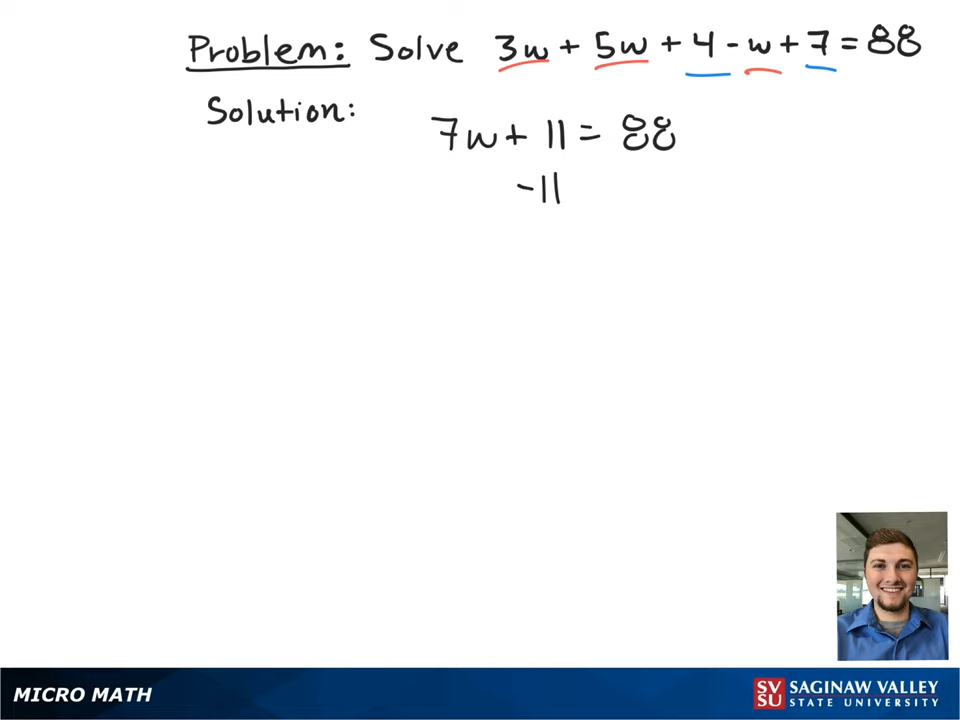 Problem: Solve 3w + 5w + 4 - w + 7 = 88
Solution:
7w + 11 = 88
-11
MICRO MATH
SV
SU
SAGINAW VALLEY
STATE UNIVERSITY